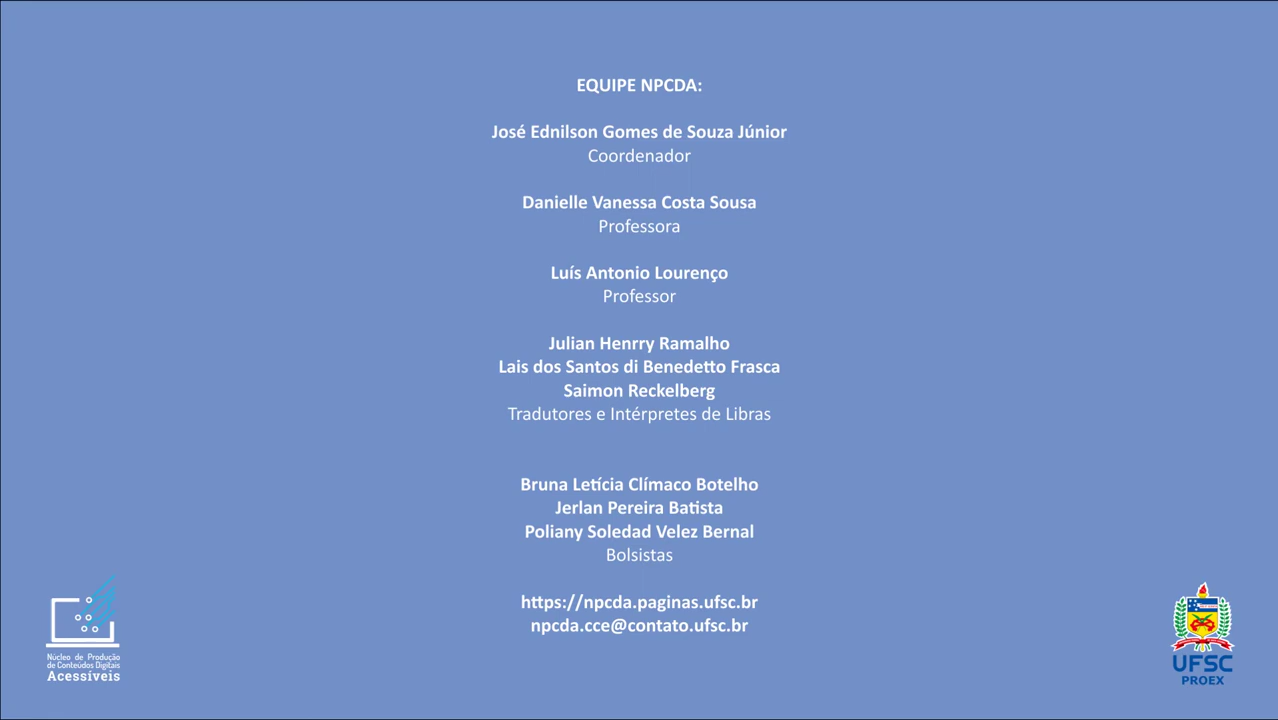 EQUIPE NPCDA:
José Ednilson Gomes de Souza Júnior
Coordenador
Danielle Vanessa Costa Sousa
Professora
Luís Antonio Lourenço
Professor
Julian Henrry Ramalho
Lais dos Santos di Benedetto Frasca
Saimon Reckelberg
Tradutores e Intérpretes de Libras
Bruna Letícia Clímaco Botelho
Jerlan Pereira Batista
Poliany Soledad Velez Bernal
Bolsistas
https://npcda.paginas.ufsc.br
npcda.cce@contato.ufsc.br
Núcleo de Produção
de Conteúdos Digitais
Acessíveis
UFSC
PROEX